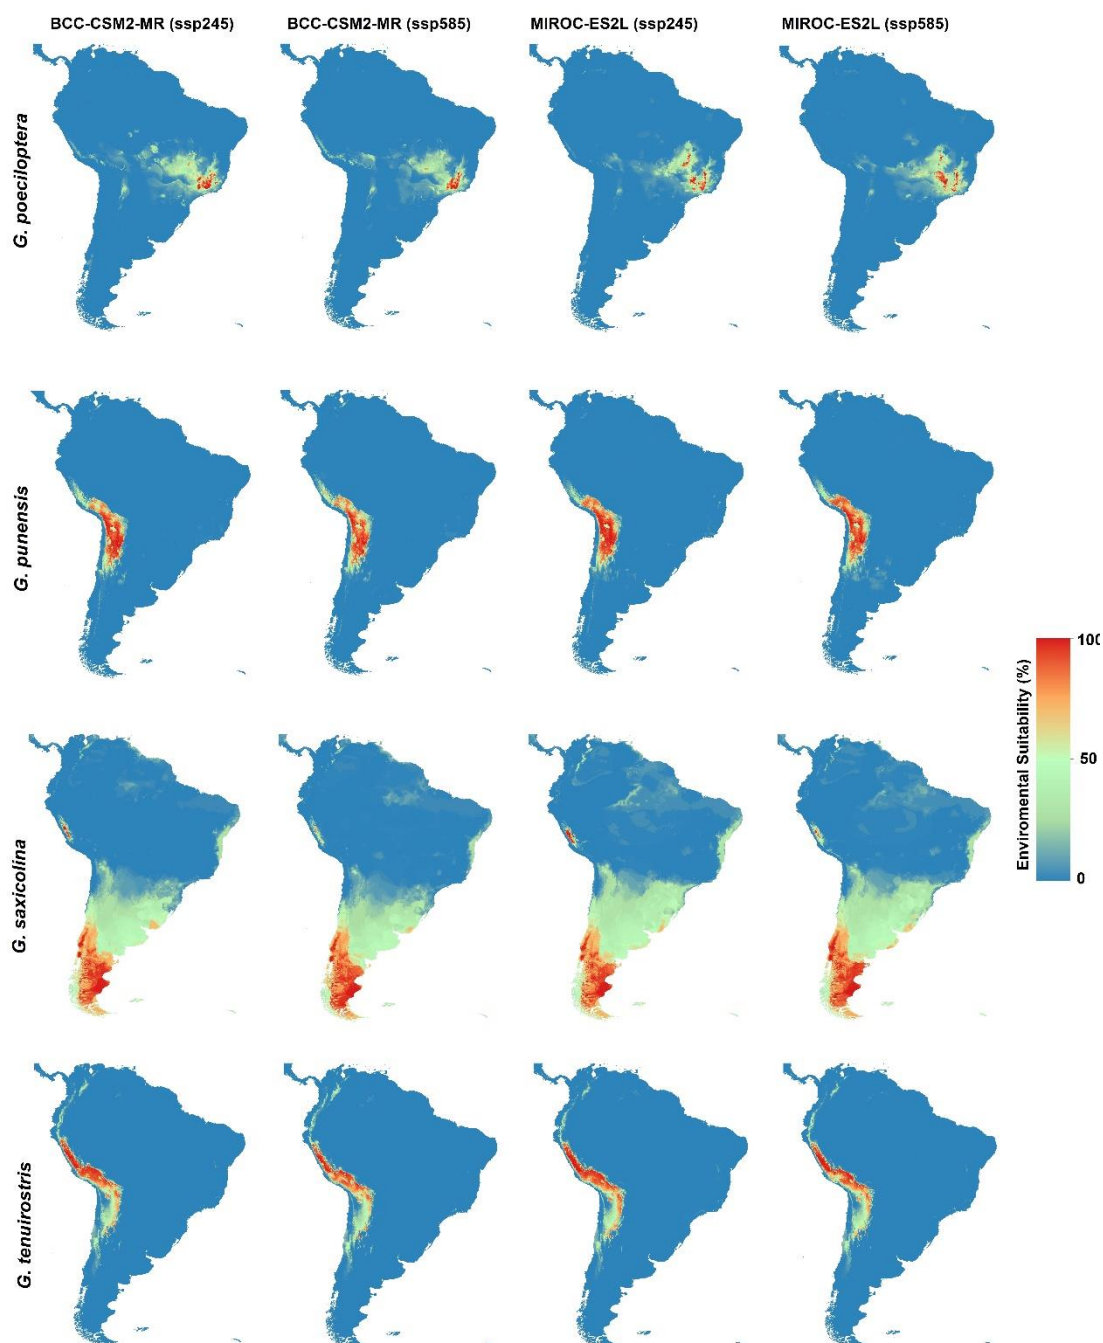 BCC-CSM2-MR (ssp245) BCC-CSM2-MR (ssp585) MIROC-ES2L (ssp245) MIROC-ES2L (ssp585)
G. poeciloptera
G. punensis
100
Enviromental Suitability (%)
50
0
G. saxicolina
G. tenuirostris